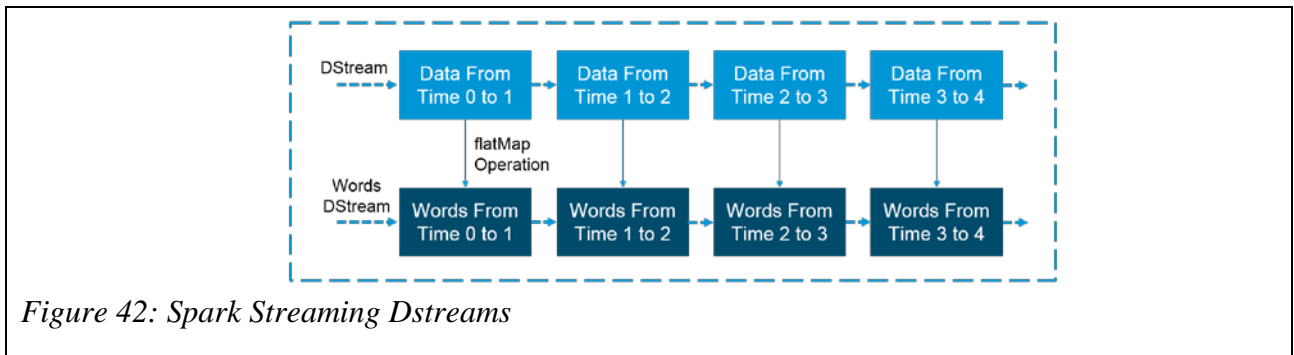 DStream
Data From
Time 0 to 1
Data From
Time 1 to 2
Data From
Time 2 to 3
Data From
Time 3 to 4
flatMap
Operation
Words
DStream
Words From
Time 0 to 1
Words From
Time 1 to 2
Words From
Time 2 to 3
Words From
Time 3 to 4
Figure 42: Spark Streaming Dstreams